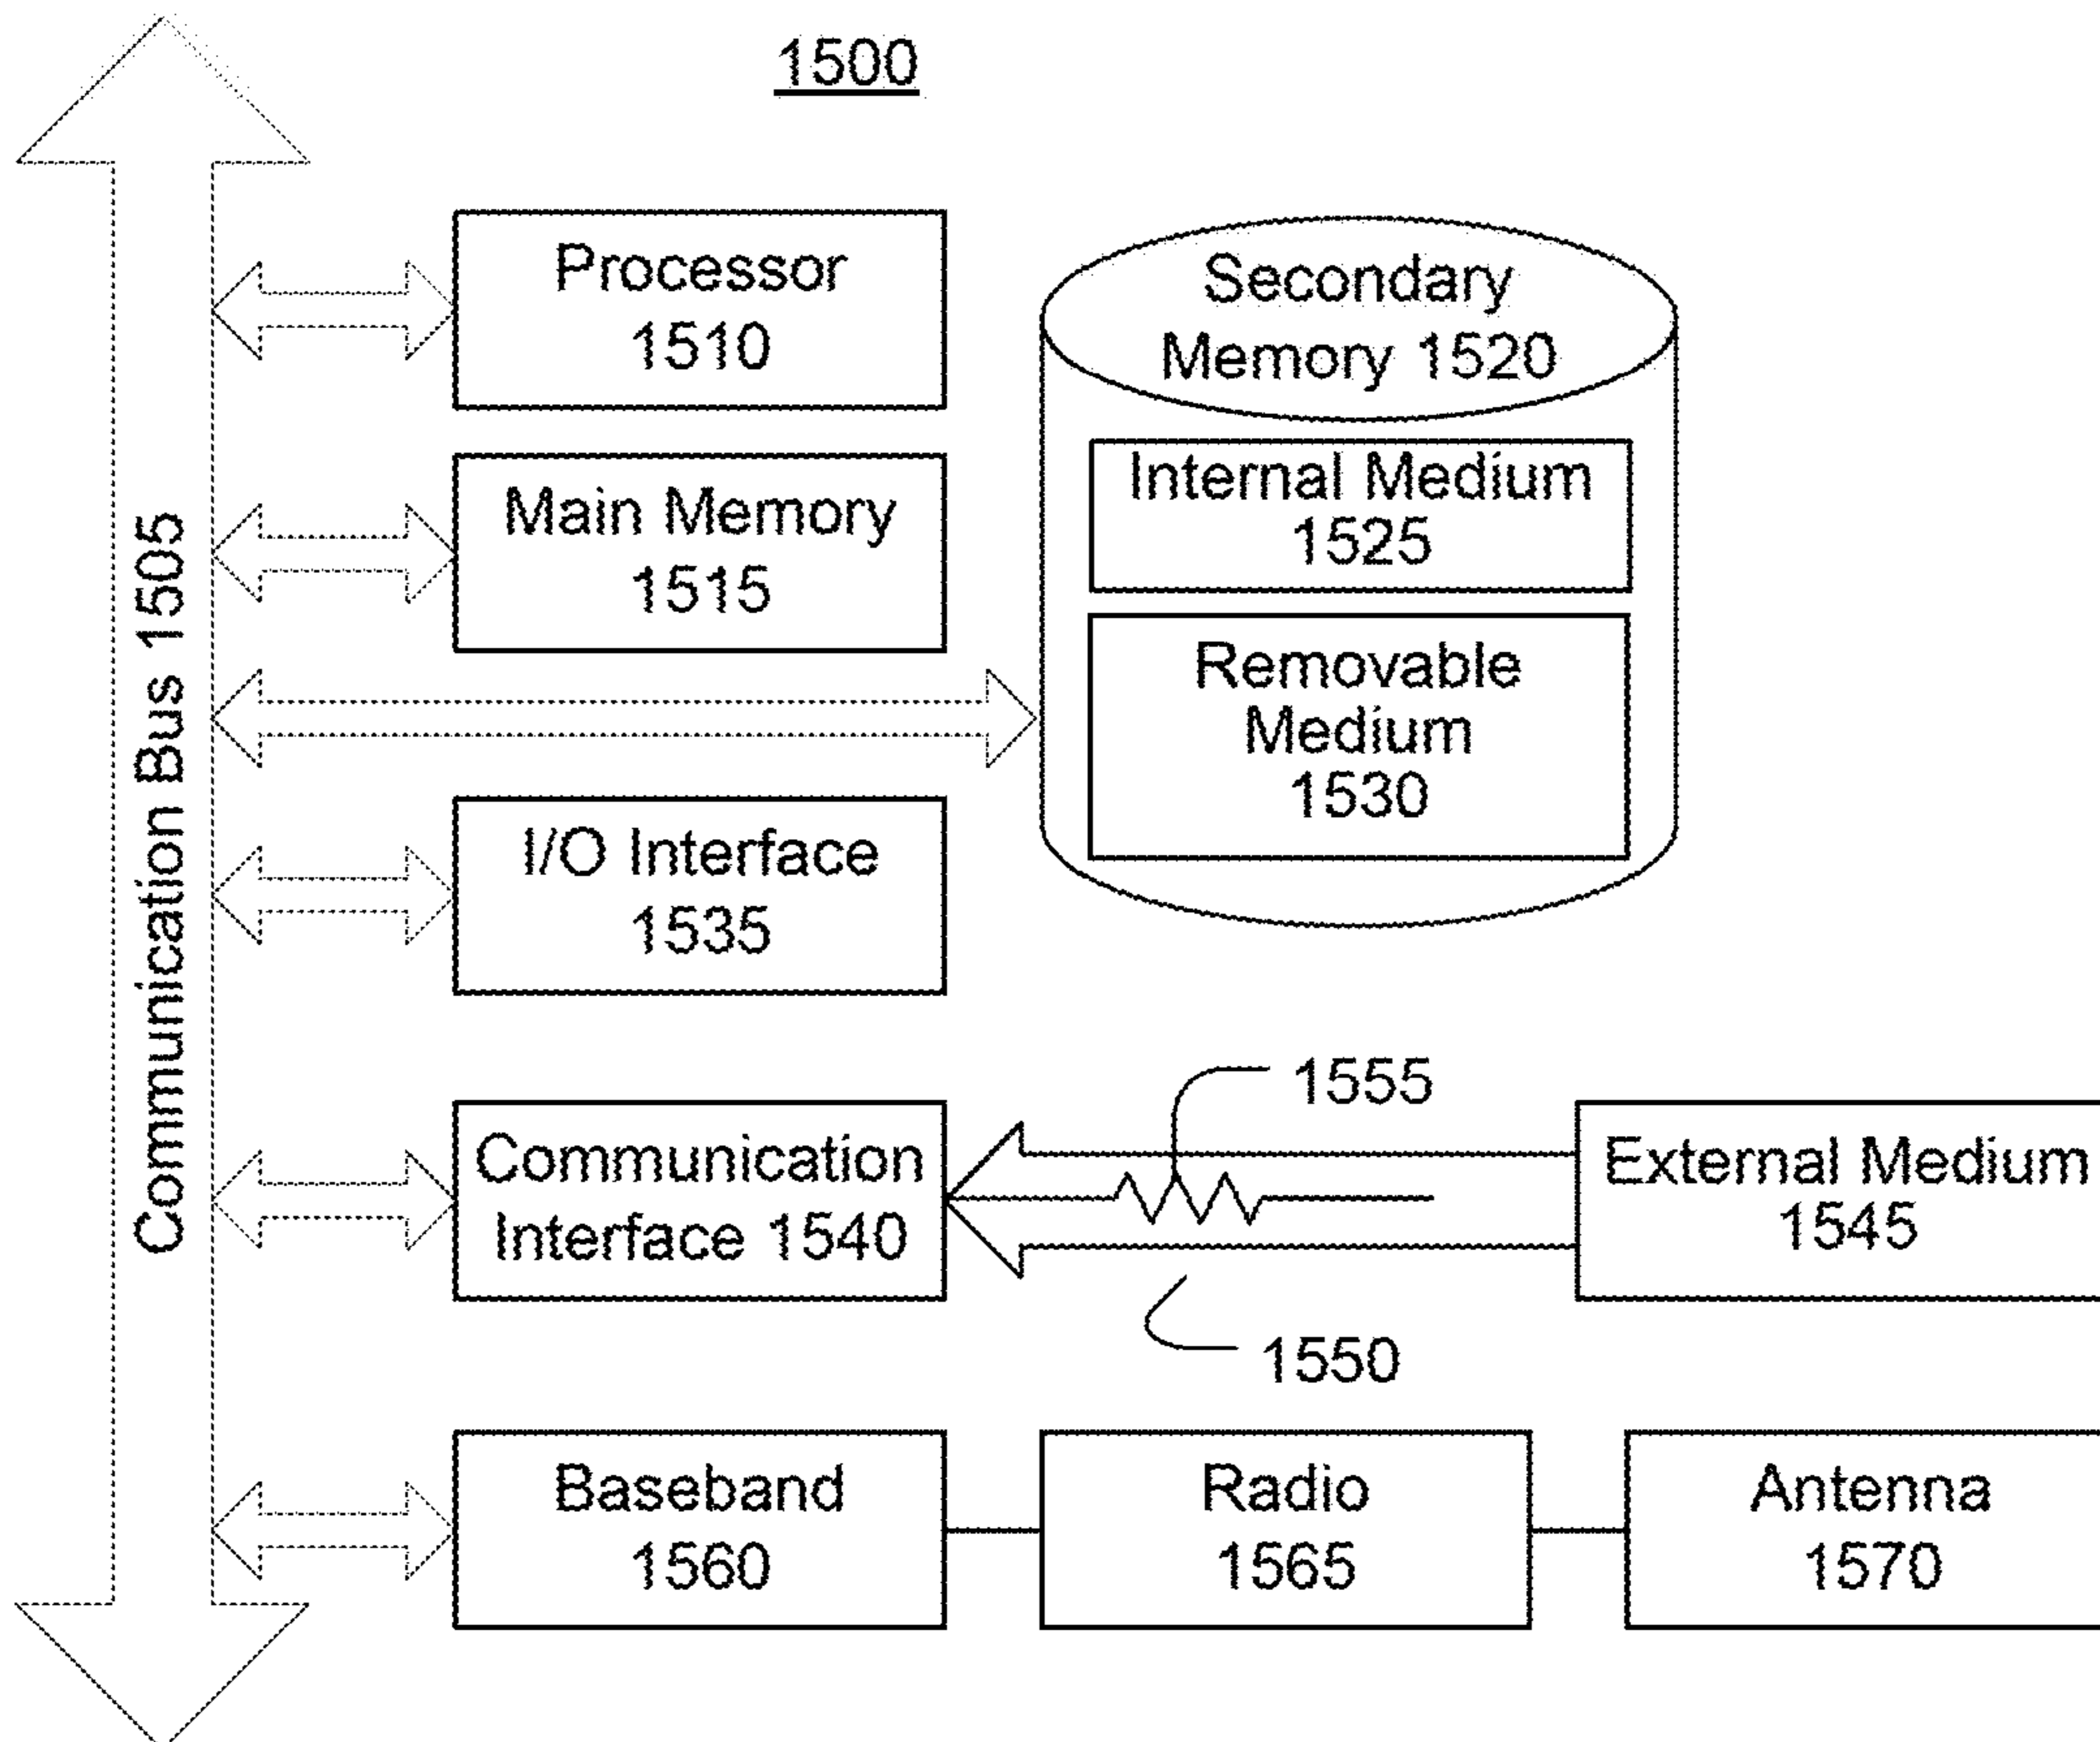 1500
Communication Bus 1505
Processor
1510
Secondary
Memory 1520
Main Memory
1515
Internal Medium
1525
Removable
Medium
1530
I/O Interface
1535
Communication
Interface 1540
1555
External Medium
1545
1550
Baseband
1560
Radio
1565
Antenna
1570